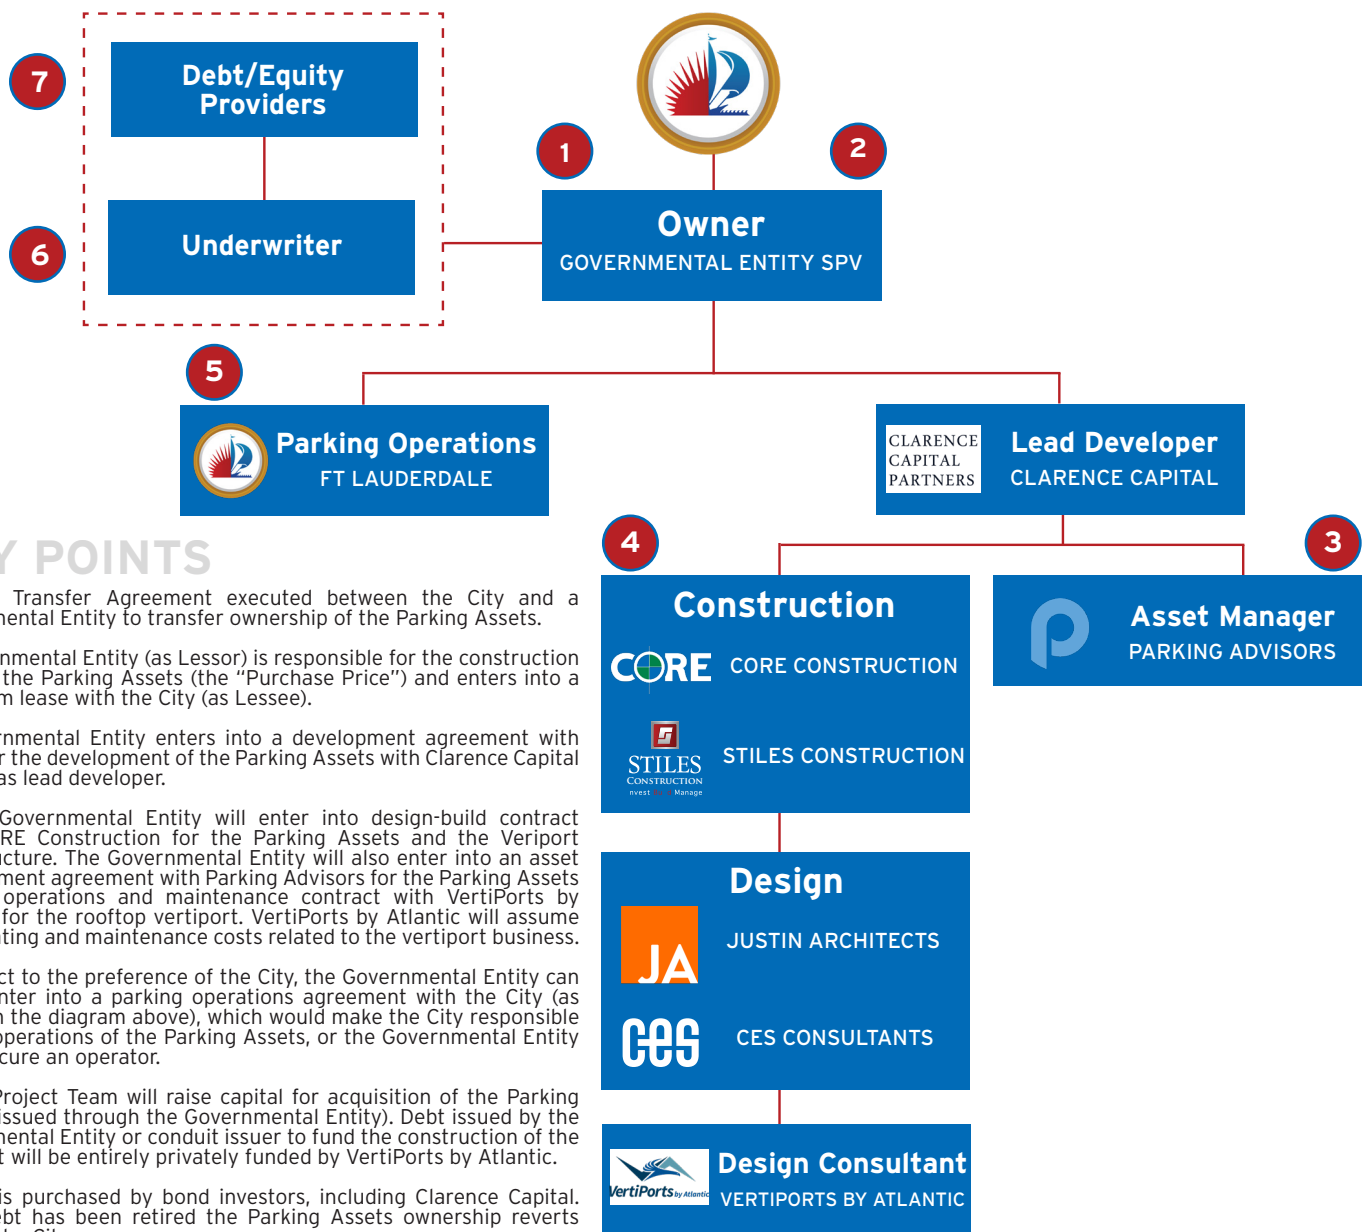 7
Debt/Equity
Providers
1
2
Owner
GOVERNMENTAL ENTITY SPV
6
Underwriter
5
Parking Operations
FT LAUDERDALE
CLARENCE
CAPITAL
PARTNERS
Lead Developer
CLARENCE CAPITAL
Y POINTS
Transfer Agreement executed between the City and a
mental Entity to transfer ownership of the Parking Assets.
nmental Entity (as Lessor) is responsible for the construction
the Parking Assets (the “Purchase Price”) and enters into a
m lease with the City (as Lessee).
rnmental Entity enters into a development agreement with
r the development of the Parking Assets with Clarence Capital
as lead developer.
Governmental Entity will enter into design-build contract
RE Construction for the Parking Assets and the Veriport
ucture. The Governmental Entity will also enter into an asset
ment agreement with Parking Advisors for the Parking Assets
operations and maintenance contract with VertiPorts by
for the rooftop vertiport. VertiPorts by Atlantic will assume
ating and maintenance costs related to the vertiport business.
ct to the preference of the City, the Governmental Entity can
nter into a parking operations agreement with the City (as
n the diagram above), which would make the City responsible
operations of the Parking Assets, or the Governmental Entity
cure an operator.
Project Team will raise capital for acquisition of the Parking
issued through the Governmental Entity). Debt issued by the
mental Entity or conduit issuer to fund the construction of the
t will be entirely privately funded by VertiPorts by Atlantic.
is purchased by bond investors, including Clarence Capital.
ebt has been retired the Parking Assets ownership reverts
4
Construction
CORE
CORE CONSTRUCTION
STILES
CONSTRUCTION
nvest Manage
STILES CONSTRUCTION
3
Asset Manager
PARKING ADVISORS
Design
JA
JUSTIN ARCHITECTS
ces
CES CONSULTANTS
VertiPorts by Atlantic
Design Consultant
VERTIPORTS BY ATLANTIC